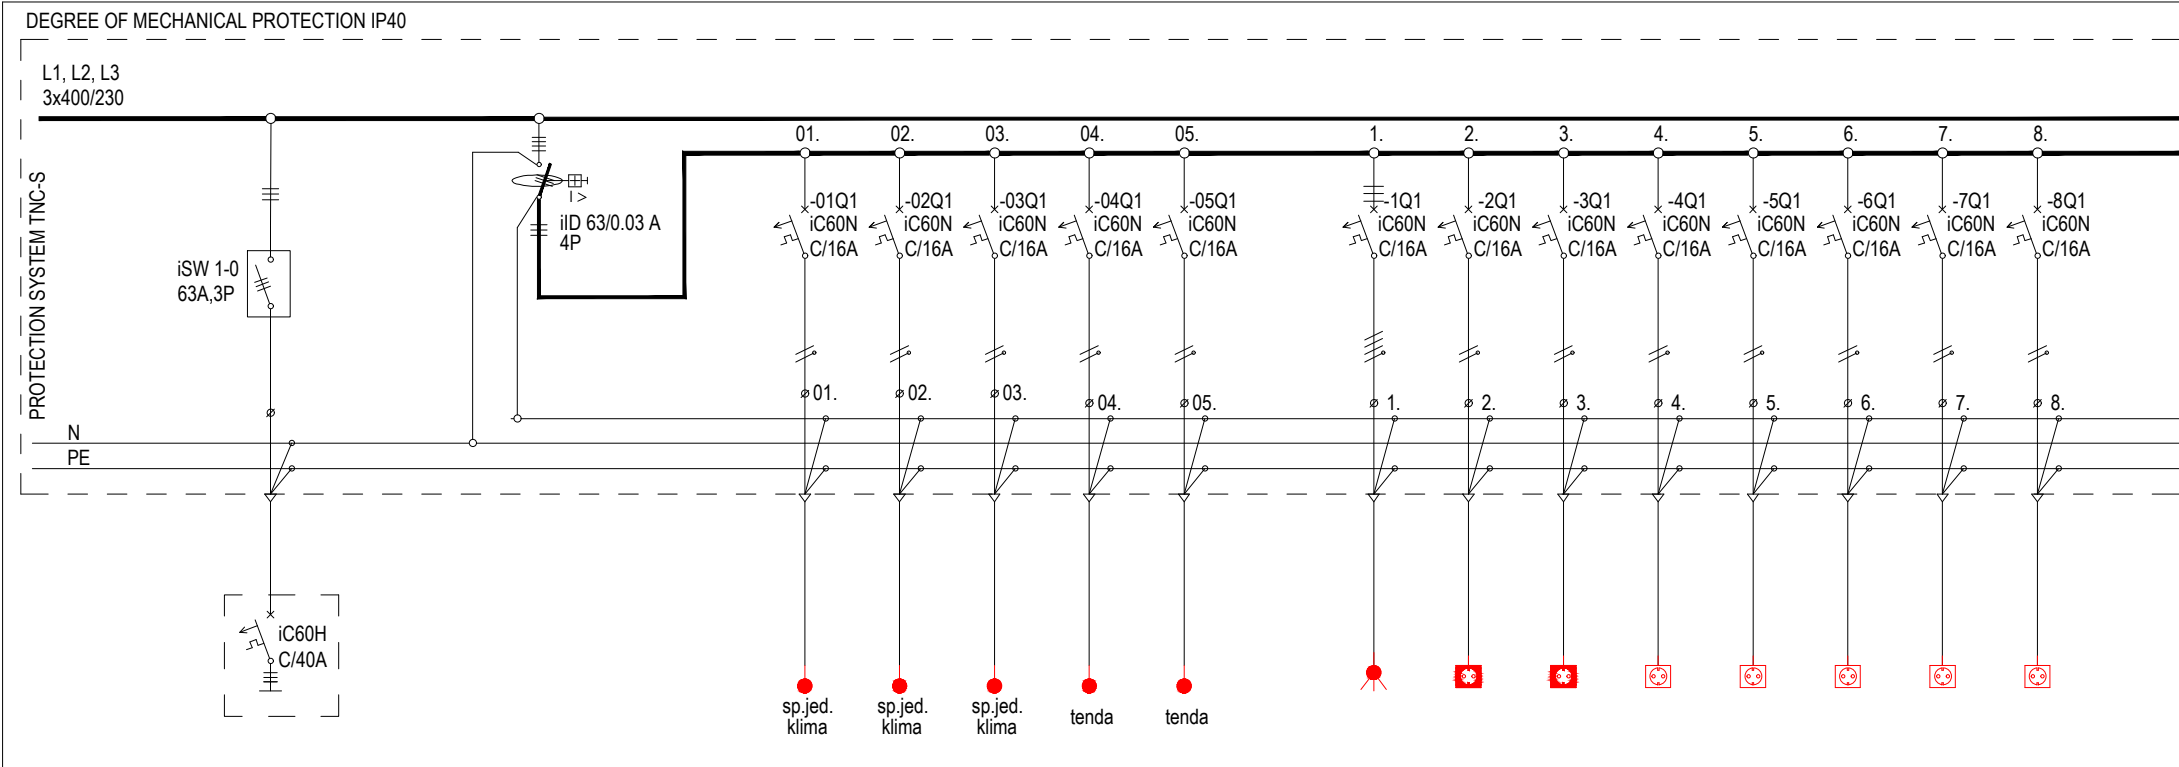 DEGREE OF MECHANICAL PROTECTION IP40
L1, L2, L3
3x400/230
PROTECTION SYSTEM TNC-S
01. 02. 03. 04. 05. 1. 2. 3. 4. 5. 6. 7. 8.
-01Q1 -02Q1 -03Q1 -04Q1 -05Q1 -1Q1 -2Q1 -3Q1 -4Q1 -5Q1 -6Q1 -7Q1 -8Q1
iC60N iC60N iC60N iC60N iC60N iC60N iC60N iC60N iC60N iC60N iC60N iC60N iC60N
C/16A C/16A C/16A C/16A C/16A C/16A C/16A C/16A C/16A C/16A C/16A C/16A C/16A
I >
iID 63/0.03 A
4P
iSW 1-0
63A,3P
01. 02. 03. 04. 05. 1. 2. 3. 4. 5. 6. 7. 8.
N
PE
iC60H
C/40A
sp.jed. sp.jed. sp.jed.
klima klima klima
tenda tenda